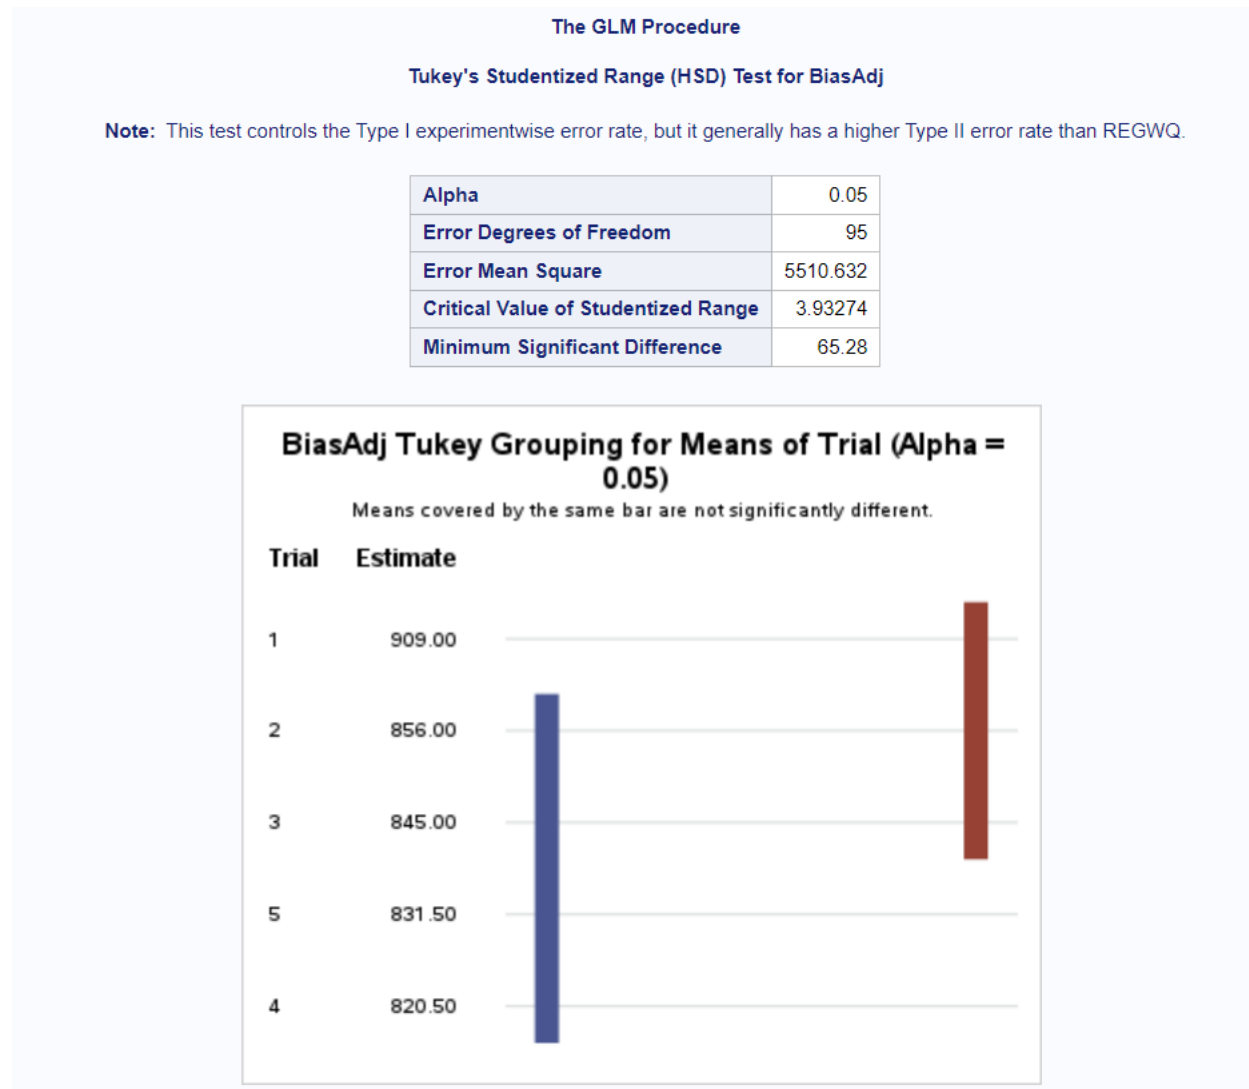 The GLM Procedure
Tukey's Studentized Range (HSD) Test for BiasAdj
Note: This test controls the Type I experimentwise error rate, but it generally has a higher Type II error rate than REGWQ.
Alpha 0.05
Error Degrees of Freedom 95
Error Mean Square 5510.632
Critical Value of Studentized Range 3.93274
Minimum Significant Difference 65.28
BiasAdj Tukey Grouping for Means of Trial (Alpha =
0.05)
Means covered by the same bar are not significantly different.
Trial Estimate
1 909.00
2 856.00
3 845.00
5 831.50
4 820.50